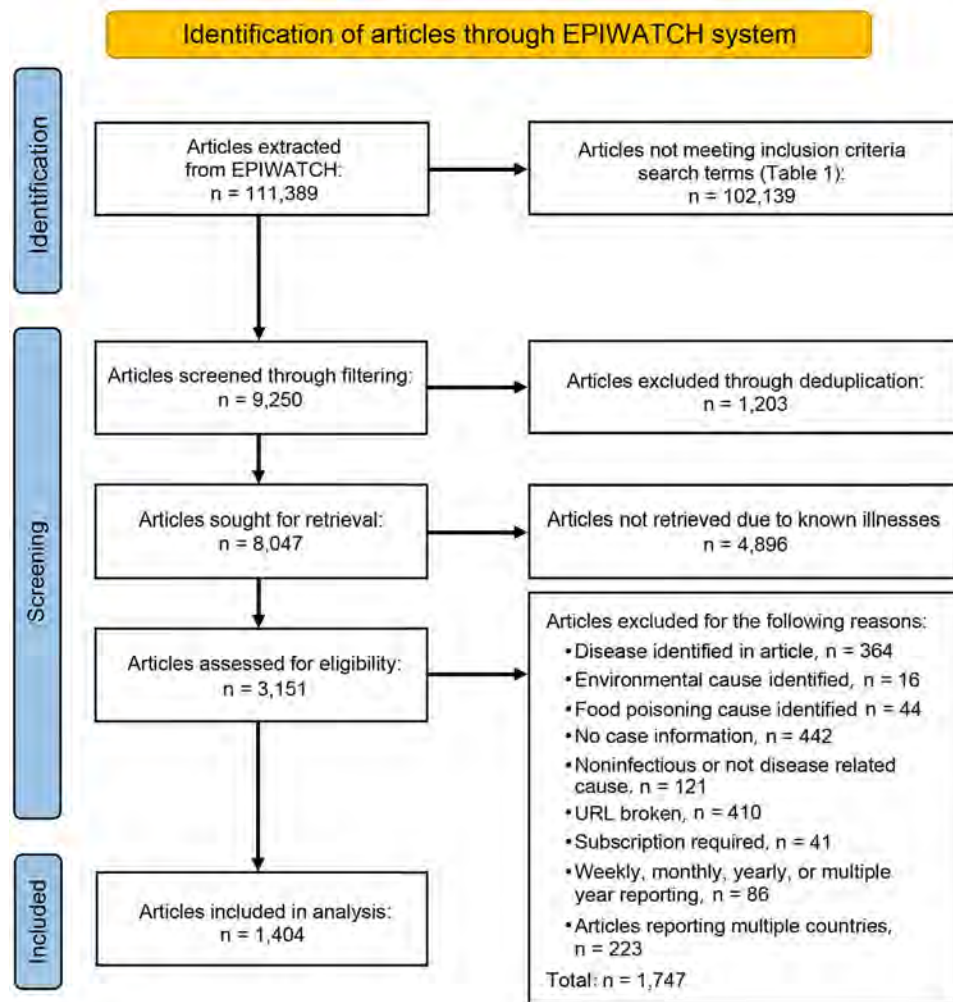 Identification of articles through EPIWATCH system
Identification
Articles extracted
from EPIWATCH:
n = 111,389
Articles not meeting inclusion criteria
search terms (Table 1):
n = 102,139
Screening
Articles screened through filtering:
n = 9,250
Articles excluded through deduplication:
n = 1,203
Articles sought for retrieval:
n = 8,047
Articles not retrieved due to known illnesses
n = 4,896
Articles assessed for eligibility:
n = 3,151
Articles excluded for the following reasons:
•Disease identified in article, n = 364
•Environmental cause identified, n = 16
•Food poisoning cause identified n = 44
•No case information, n = 442
•Noninfectious or not disease related
cause, n = 121
•URL broken, n = 410
•Subscription required, n = 41
•Weekly, monthly, yearly, or multiple
year reporting, n = 86
•Articles reporting multiple countries,
n = 223
Total: n = 1,747
Included
Articles included in analysis:
n = 1,404